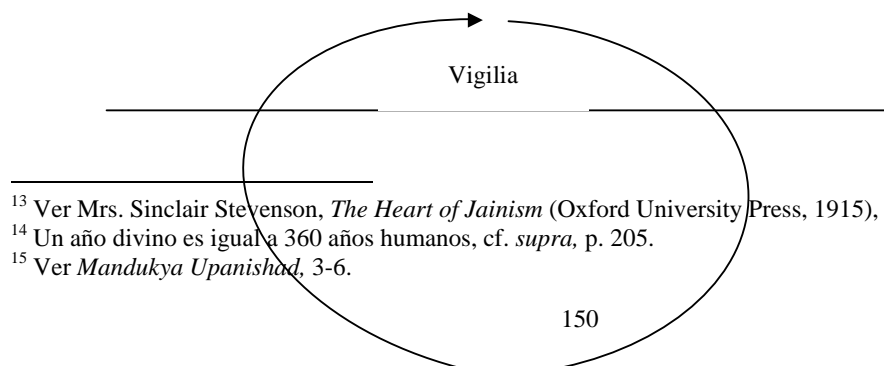 Vigilia
13 Ver Mrs. Sinclair Stevenson, The Heart of Jainism (Oxford University Press, 1915),
14 Un año divino es igual a 360 años humanos, cf. supra, p. 205.
15 Ver Mandukya Upanishad, 3-6.
150